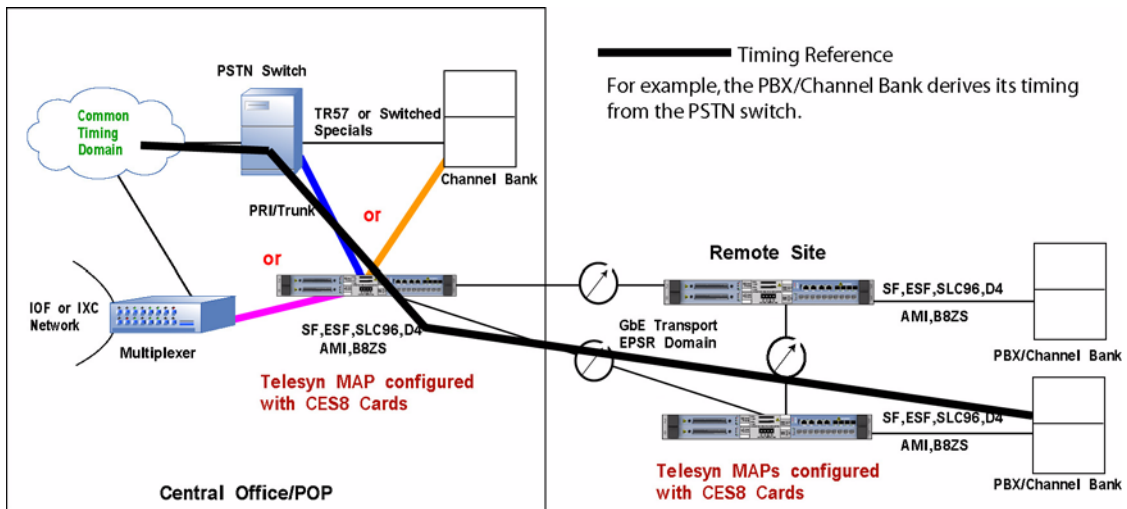 PSTN Switch
Common
Timing
Domain
TR57 or Switched
Specials
Channel Bank
PRI/Trunk
or
or
IOF or IXC
Network
Multiplexer
SF,ESF,SLC96,D4
AMI,B8ZS
Telesyn MAP configured
with CES8 Cards
Central Office/POP
Timing Reference
For example, the PBX/Channel Bank derives its timing
from the PSTN switch.
Remote Site
SF,ESF,SLC96,D4
AMI,B8ZS
PBX/Channel Bank
GbE Transport
EPSR Domain
SF,ESF,SLC96,D4
AMI,B8ZS
PBX/Channel Bank
Telesyn MAPs configured
with CES8 Cards